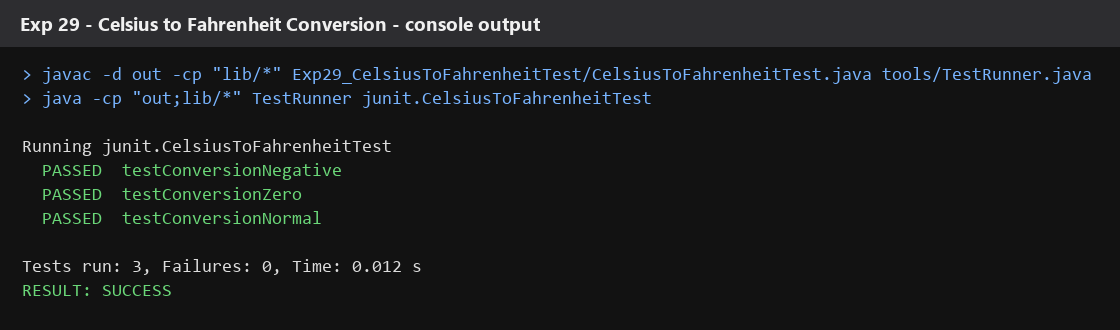 Exp 29 - Celsius to Fahrenheit Conversion - console output
> javac -d out -cp "lib/*" Exp29_CelsiusToFahrenheitTest/CelsiusToFahrenheitTest.java tools/TestRunner.java
> java -cp "out;lib/*" TestRunner junit.CelsiusToFahrenheitTest
Running junit.CelsiusToFahrenheitTest
PASSED  testConversionNegative
PASSED  testConversionZero
PASSED  testConversionNormal
Tests run: 3, Failures: 0, Time: 0.012 s
RESULT: SUCCESS